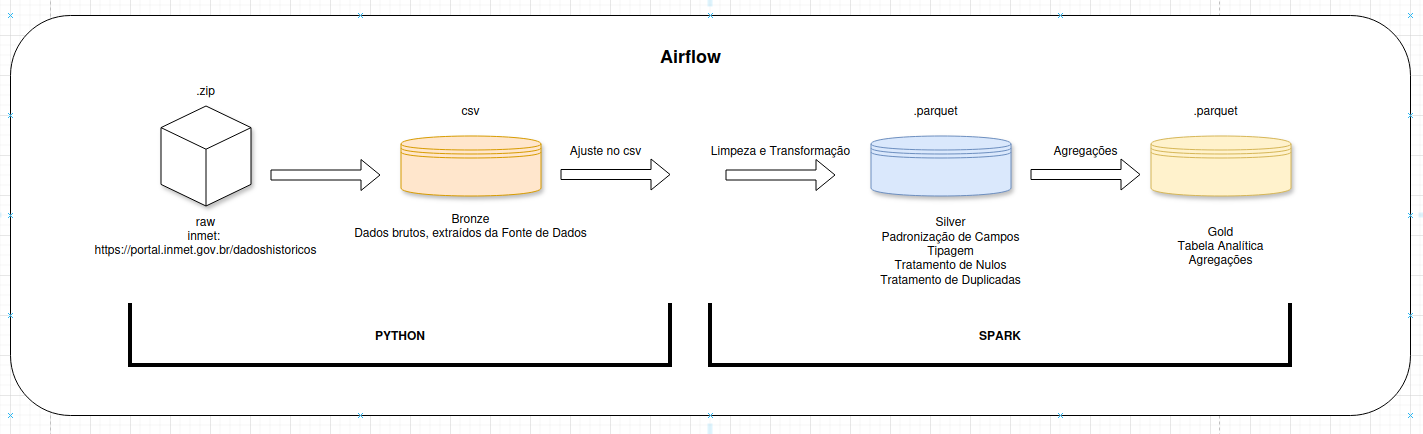 Airflow
.zip
raw
inmet:
https://portal.inmet.gov.br/dadoshistoricos
csv
Bronze
Dados brutos, extraídos da Fonte de Dados
Ajuste no csv
Limpeza e Transformação
.parquet
Silver
Padronização de Campos
Tipagem
Tratamento de Nulos
Tratamento de Duplicadas
Agregações
.parquet
Gold
Tabela Analítica
Agregações
PYTHON
SPARK